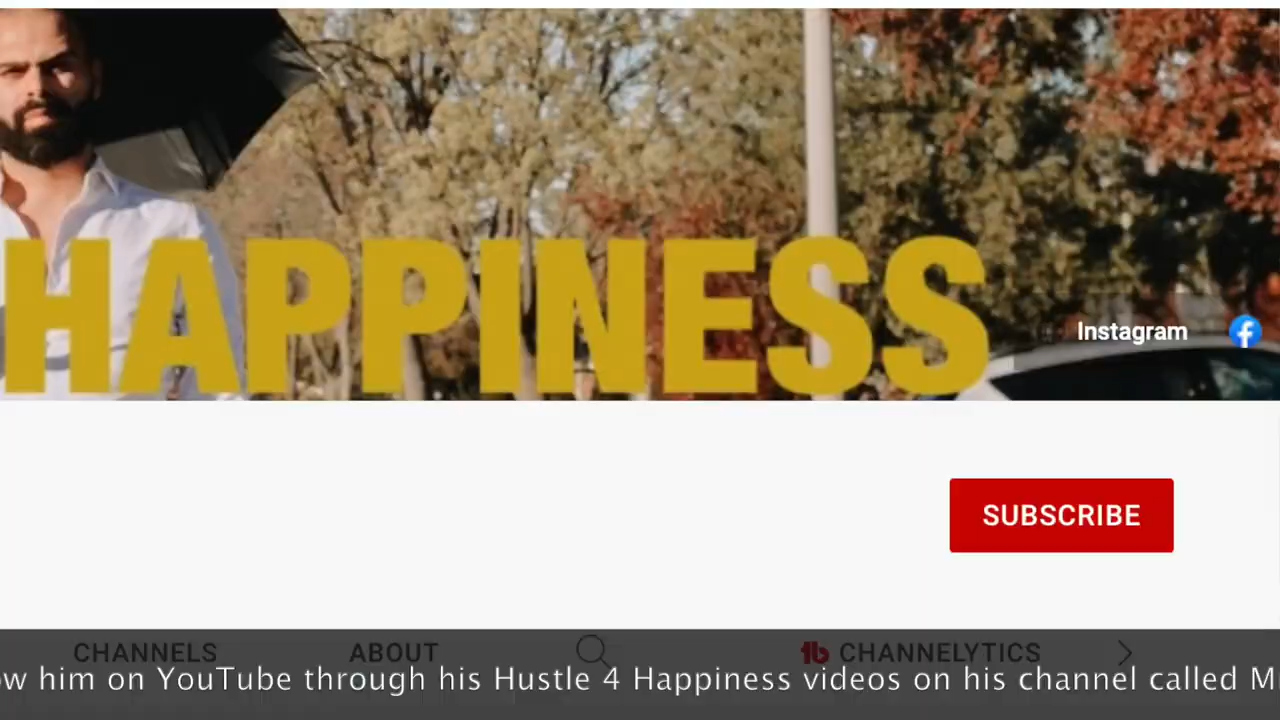 HAPPINESS
Instagram
SUBSCRIBE
CHANNELS ABOUT CHANNELYTICS
him on YouTube through his Hustle 4 Happiness videos on his channel called